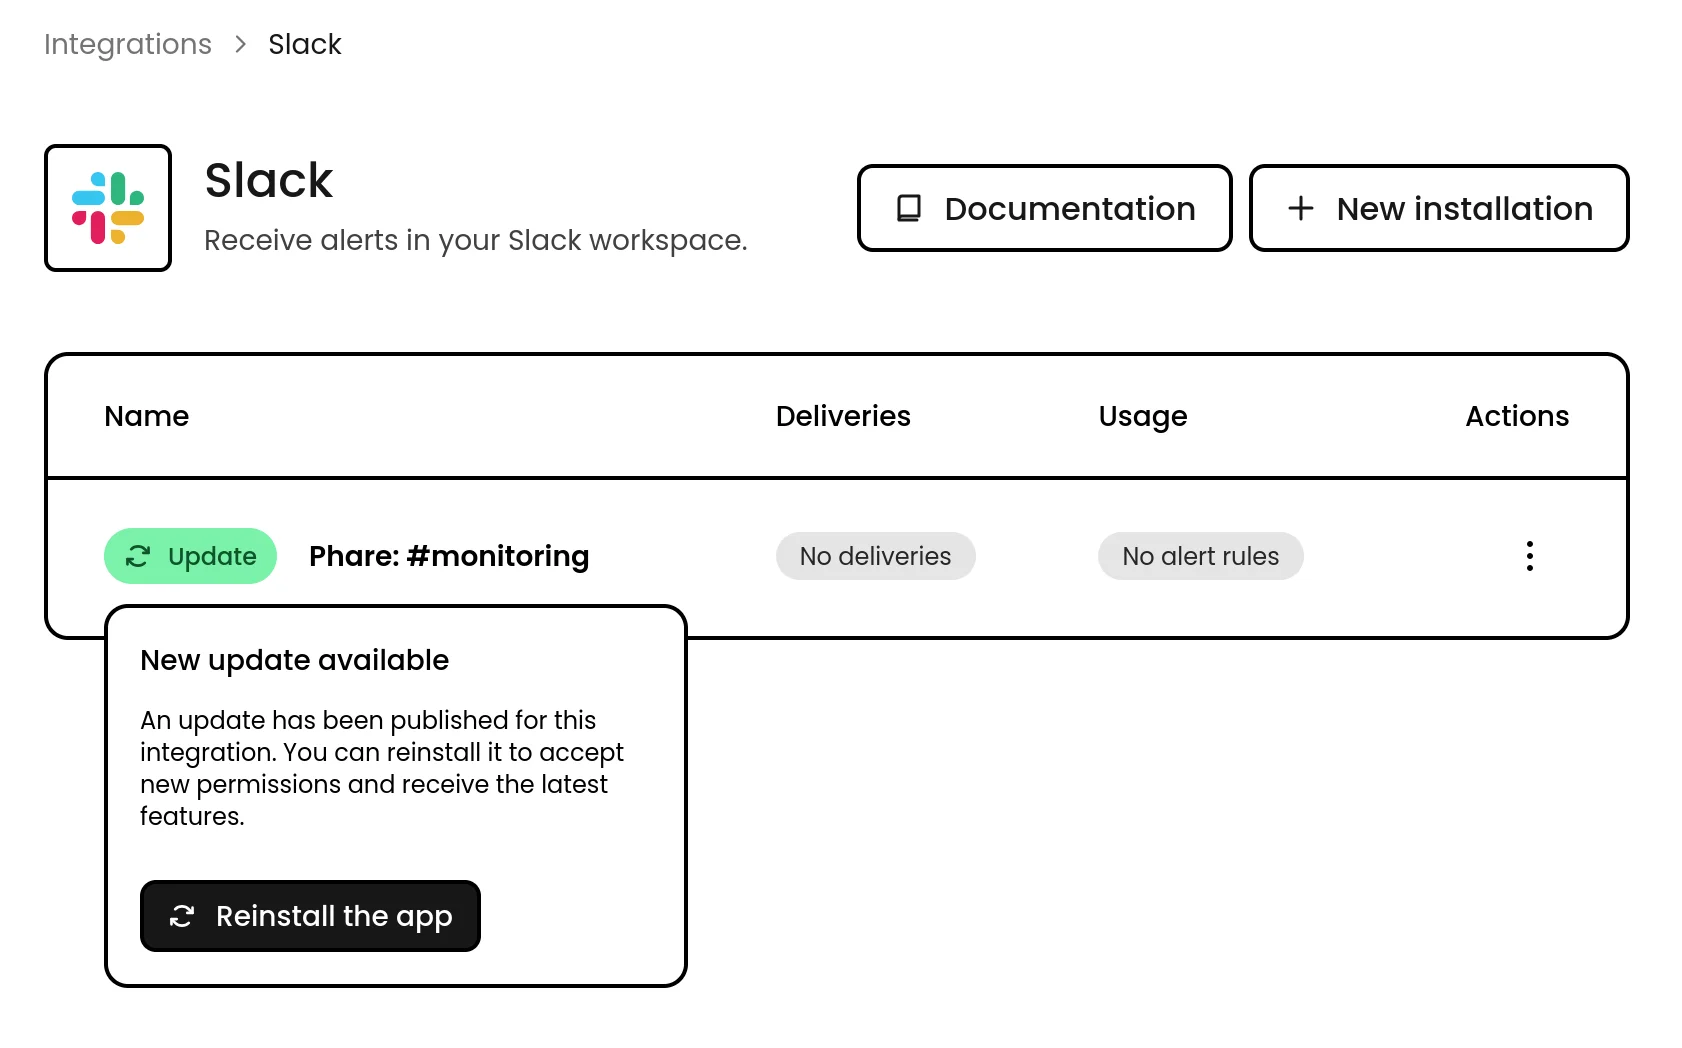 Integrations > Slack
Slack
Receive alerts in your Slack workspace.
Documentation
New installation
Name Deliveries Usage Actions
Update Phare: #monitoring No deliveries No alert rules
New update available
An update has been published for this
integration. You can reinstall it to accept
new permissions and receive the latest
features.
Reinstall the app